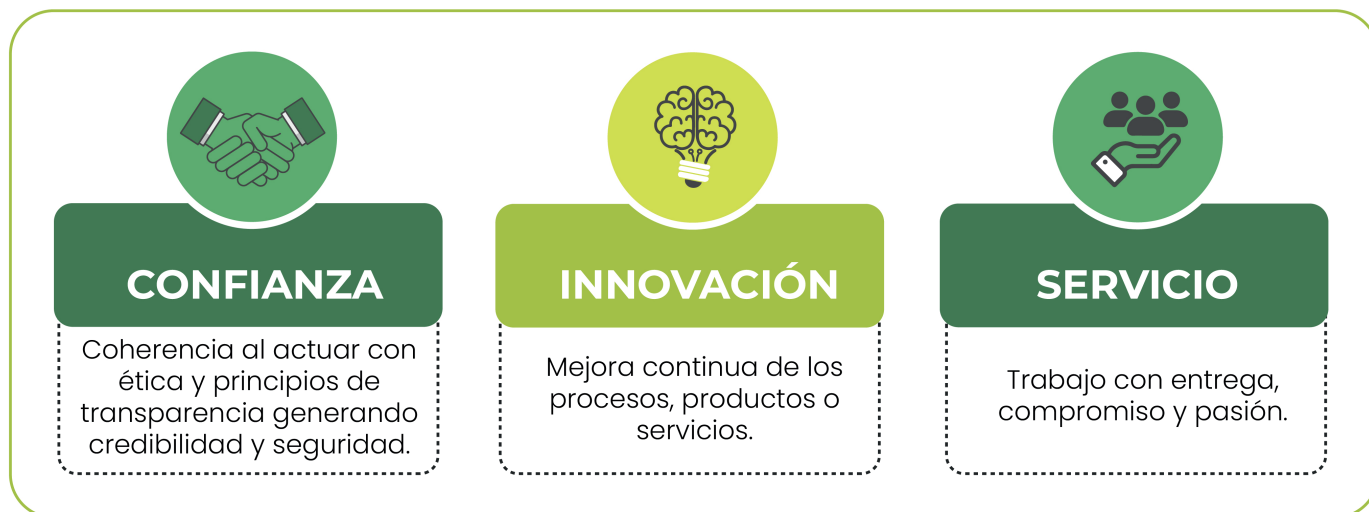 CONFIANZA
Coherencia al actuar con
ética y principios de
transparencia generando
credibilidad y seguridad.
INNOVACIÓN
Mejora continua de los
procesos, productos o
servicios.
SERVICIO
Trabajo con entrega,
compromiso y pasión.